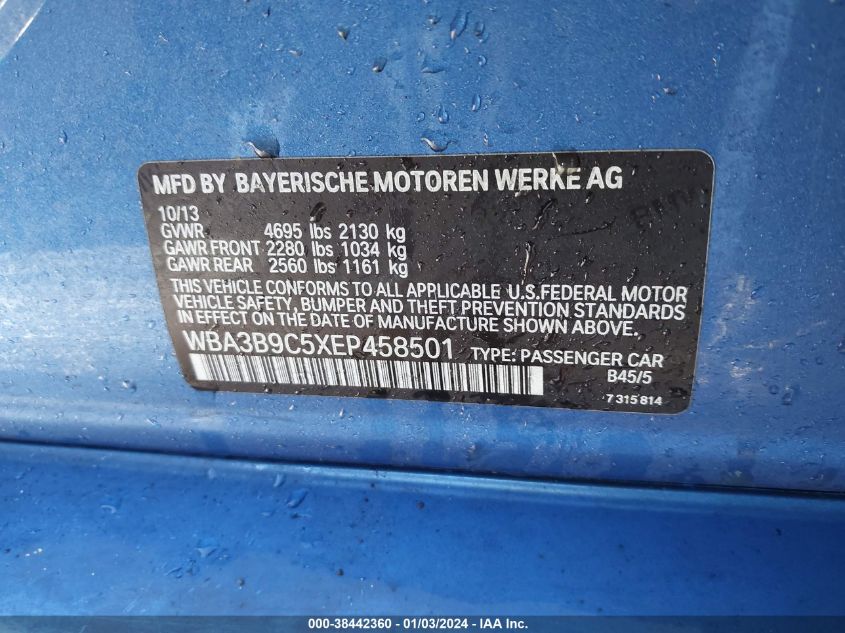 MFD BY BAYERISCHE MOTOREN WERKE AG
10/13
GVWR 4695 lbs 2130 kg
GAWR FRONT 2280 lbs 1034 kg
GAWR REAR 2560 lbs 1161 kg
THIS VEHICLE CONFORMS TO ALL APPLICABLE U.S.FEDERAL MOTOR
VEHICLE SAFETY, BUMPER AND THEFT PREVENTION STANDARDS
IN EFFECT ON THE DATE OF MANUFACTURE SHOWN ABOVE.
WBA3B9C5XEP458501 TYPE: PASSENGER CAR
B45/5
7 315 814
000-38442360 - 01/03/2024 - IAA Inc.